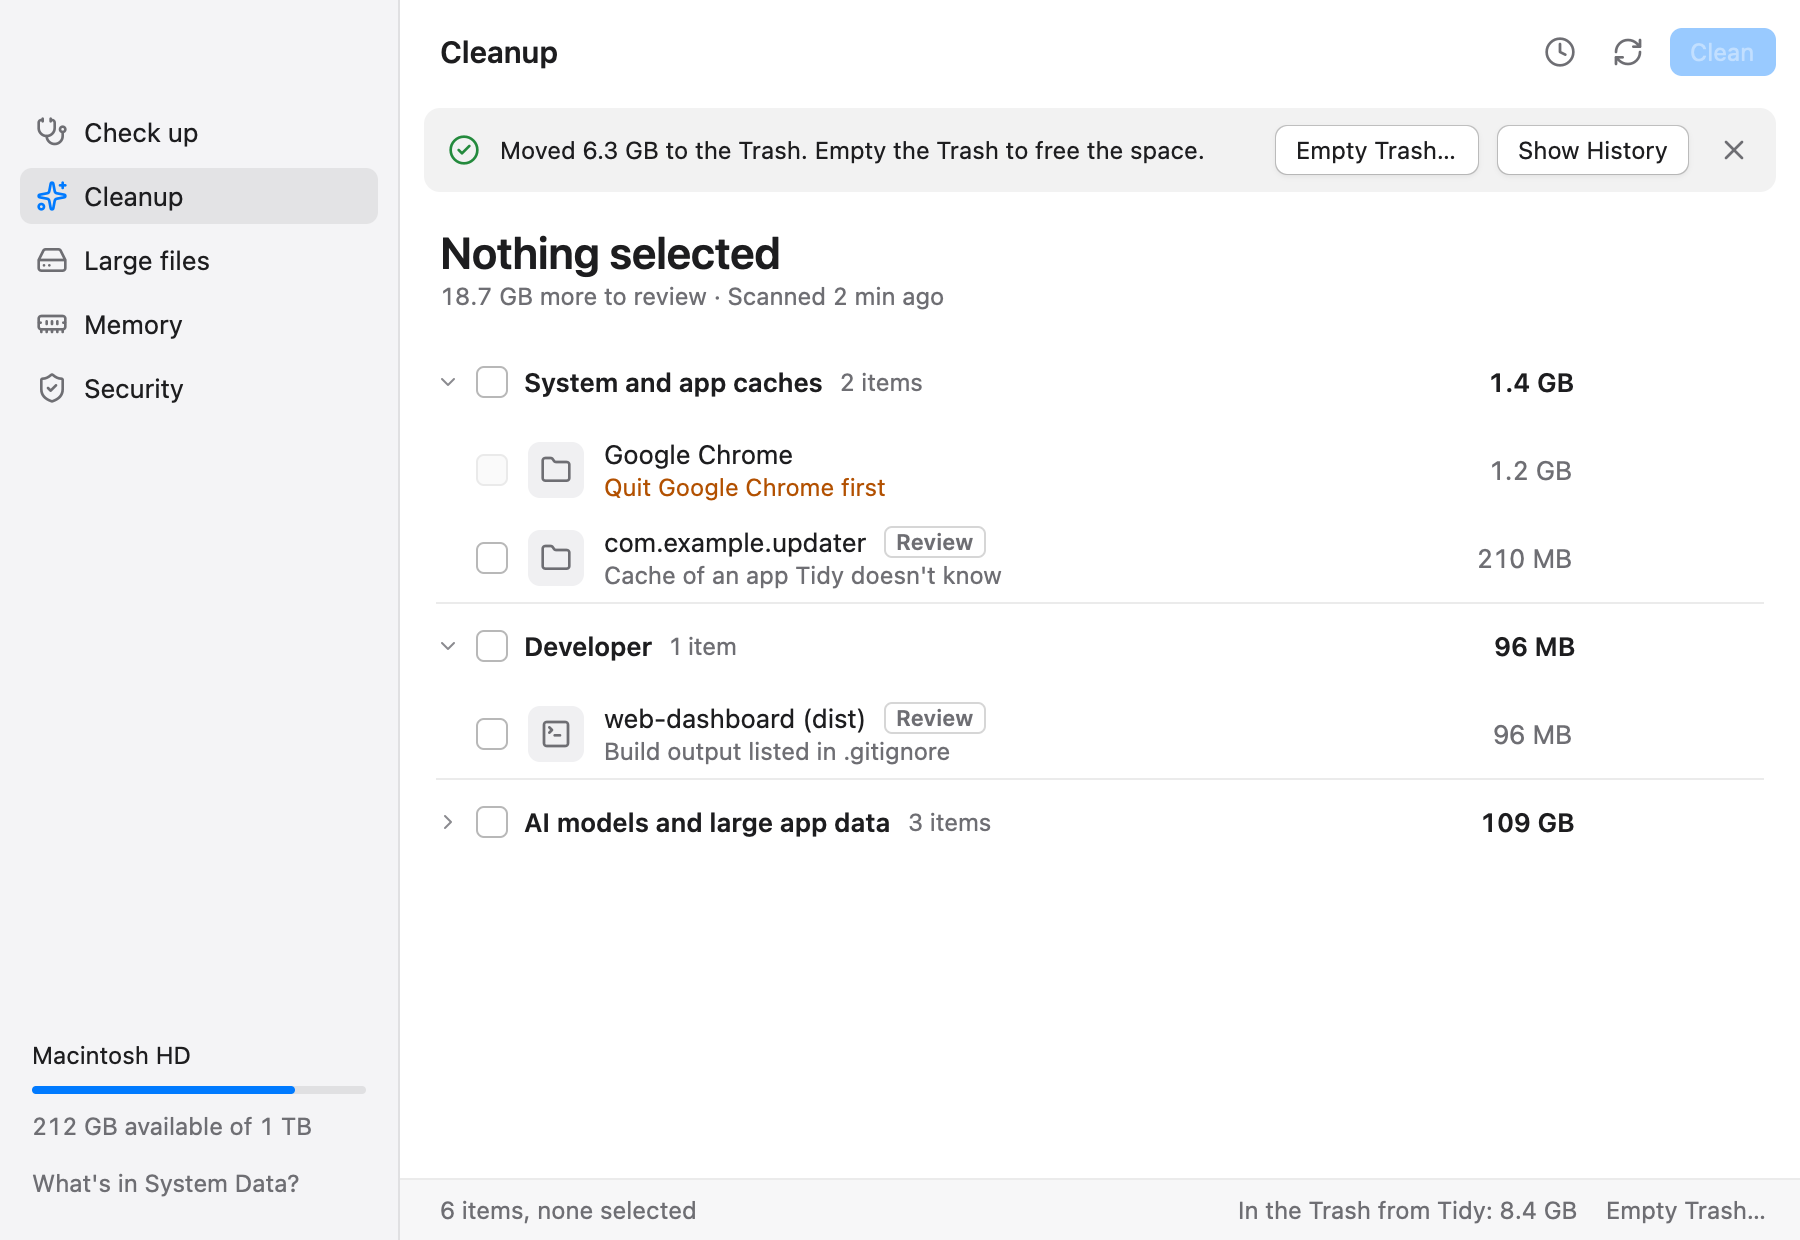 Cleanup
Clean
Check up
Cleanup
Large files
Memory
Security
Moved 6.3 GB to the Trash. Empty the Trash to free the space.
Empty Trash...
Show History
Nothing selected
18.7 GB more to review · Scanned 2 min ago
System and app caches 2 items 1.4 GB
Google Chrome
Quit Google Chrome first
1.2 GB
com.example.updater Review
Cache of an app Tidy doesn't know
210 MB
Developer 1 item 96 MB
web-dashboard (dist) Review
Build output listed in .gitignore
96 MB
AI models and large app data 3 items 109 GB
Macintosh HD
212 GB available of 1 TB
What's in System Data?
6 items, none selected
In the Trash from Tidy: 8.4 GB
Empty Trash...